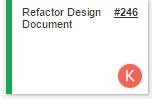 Refactor Design #246
Document
K